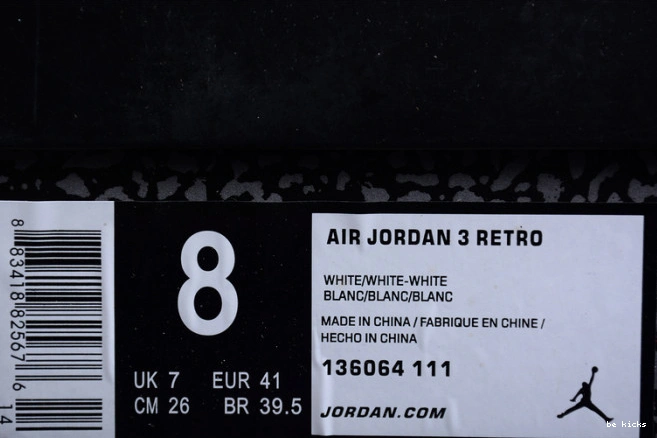 8 83418 82567 6
14
8
UK 7 EUR 41
CM 26 BR 39.5
AIR JORDAN 3 RETRO
WHITE/WHITE-WHITE
BLANC/BLANC/BLANC
MADE IN CHINA / FABRIQUE EN CHINE /
HECHO EN CHINA
136064 111
JORDAN.COM
be kicks